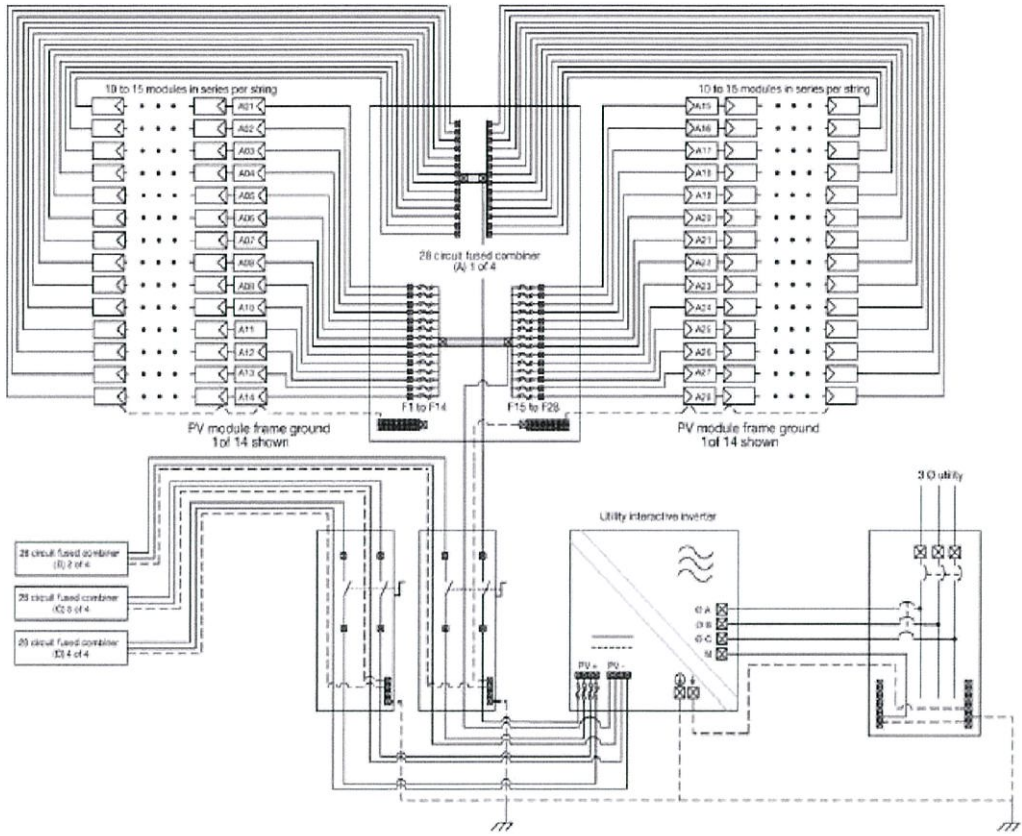 10 to 15 modules in series per string
10 to 15 modules in series per string
A01
A02
A03
A04
A05
A06
A07
A08
A09
A10
A11
A12
A13
A14
A15
A16
A17
A18
A19
A20
A21
A22
A23
A24
A25
A26
A27
A28
28 circuit fused combiner
(A) 1 of 4
F1 to F14
F15 to F28
PV module frame ground
1of 14 shown
PV module frame ground
1of 14 shown
3 Ø utility
Utility interactive inverter
28 circuit fused combiner
(B) 2 of 4
28 circuit fused combiner
(C) 3 of 4
28 circuit fused combiner
(D) 4 of 4
Ø A
Ø B
Ø C
N
PV +
PV -